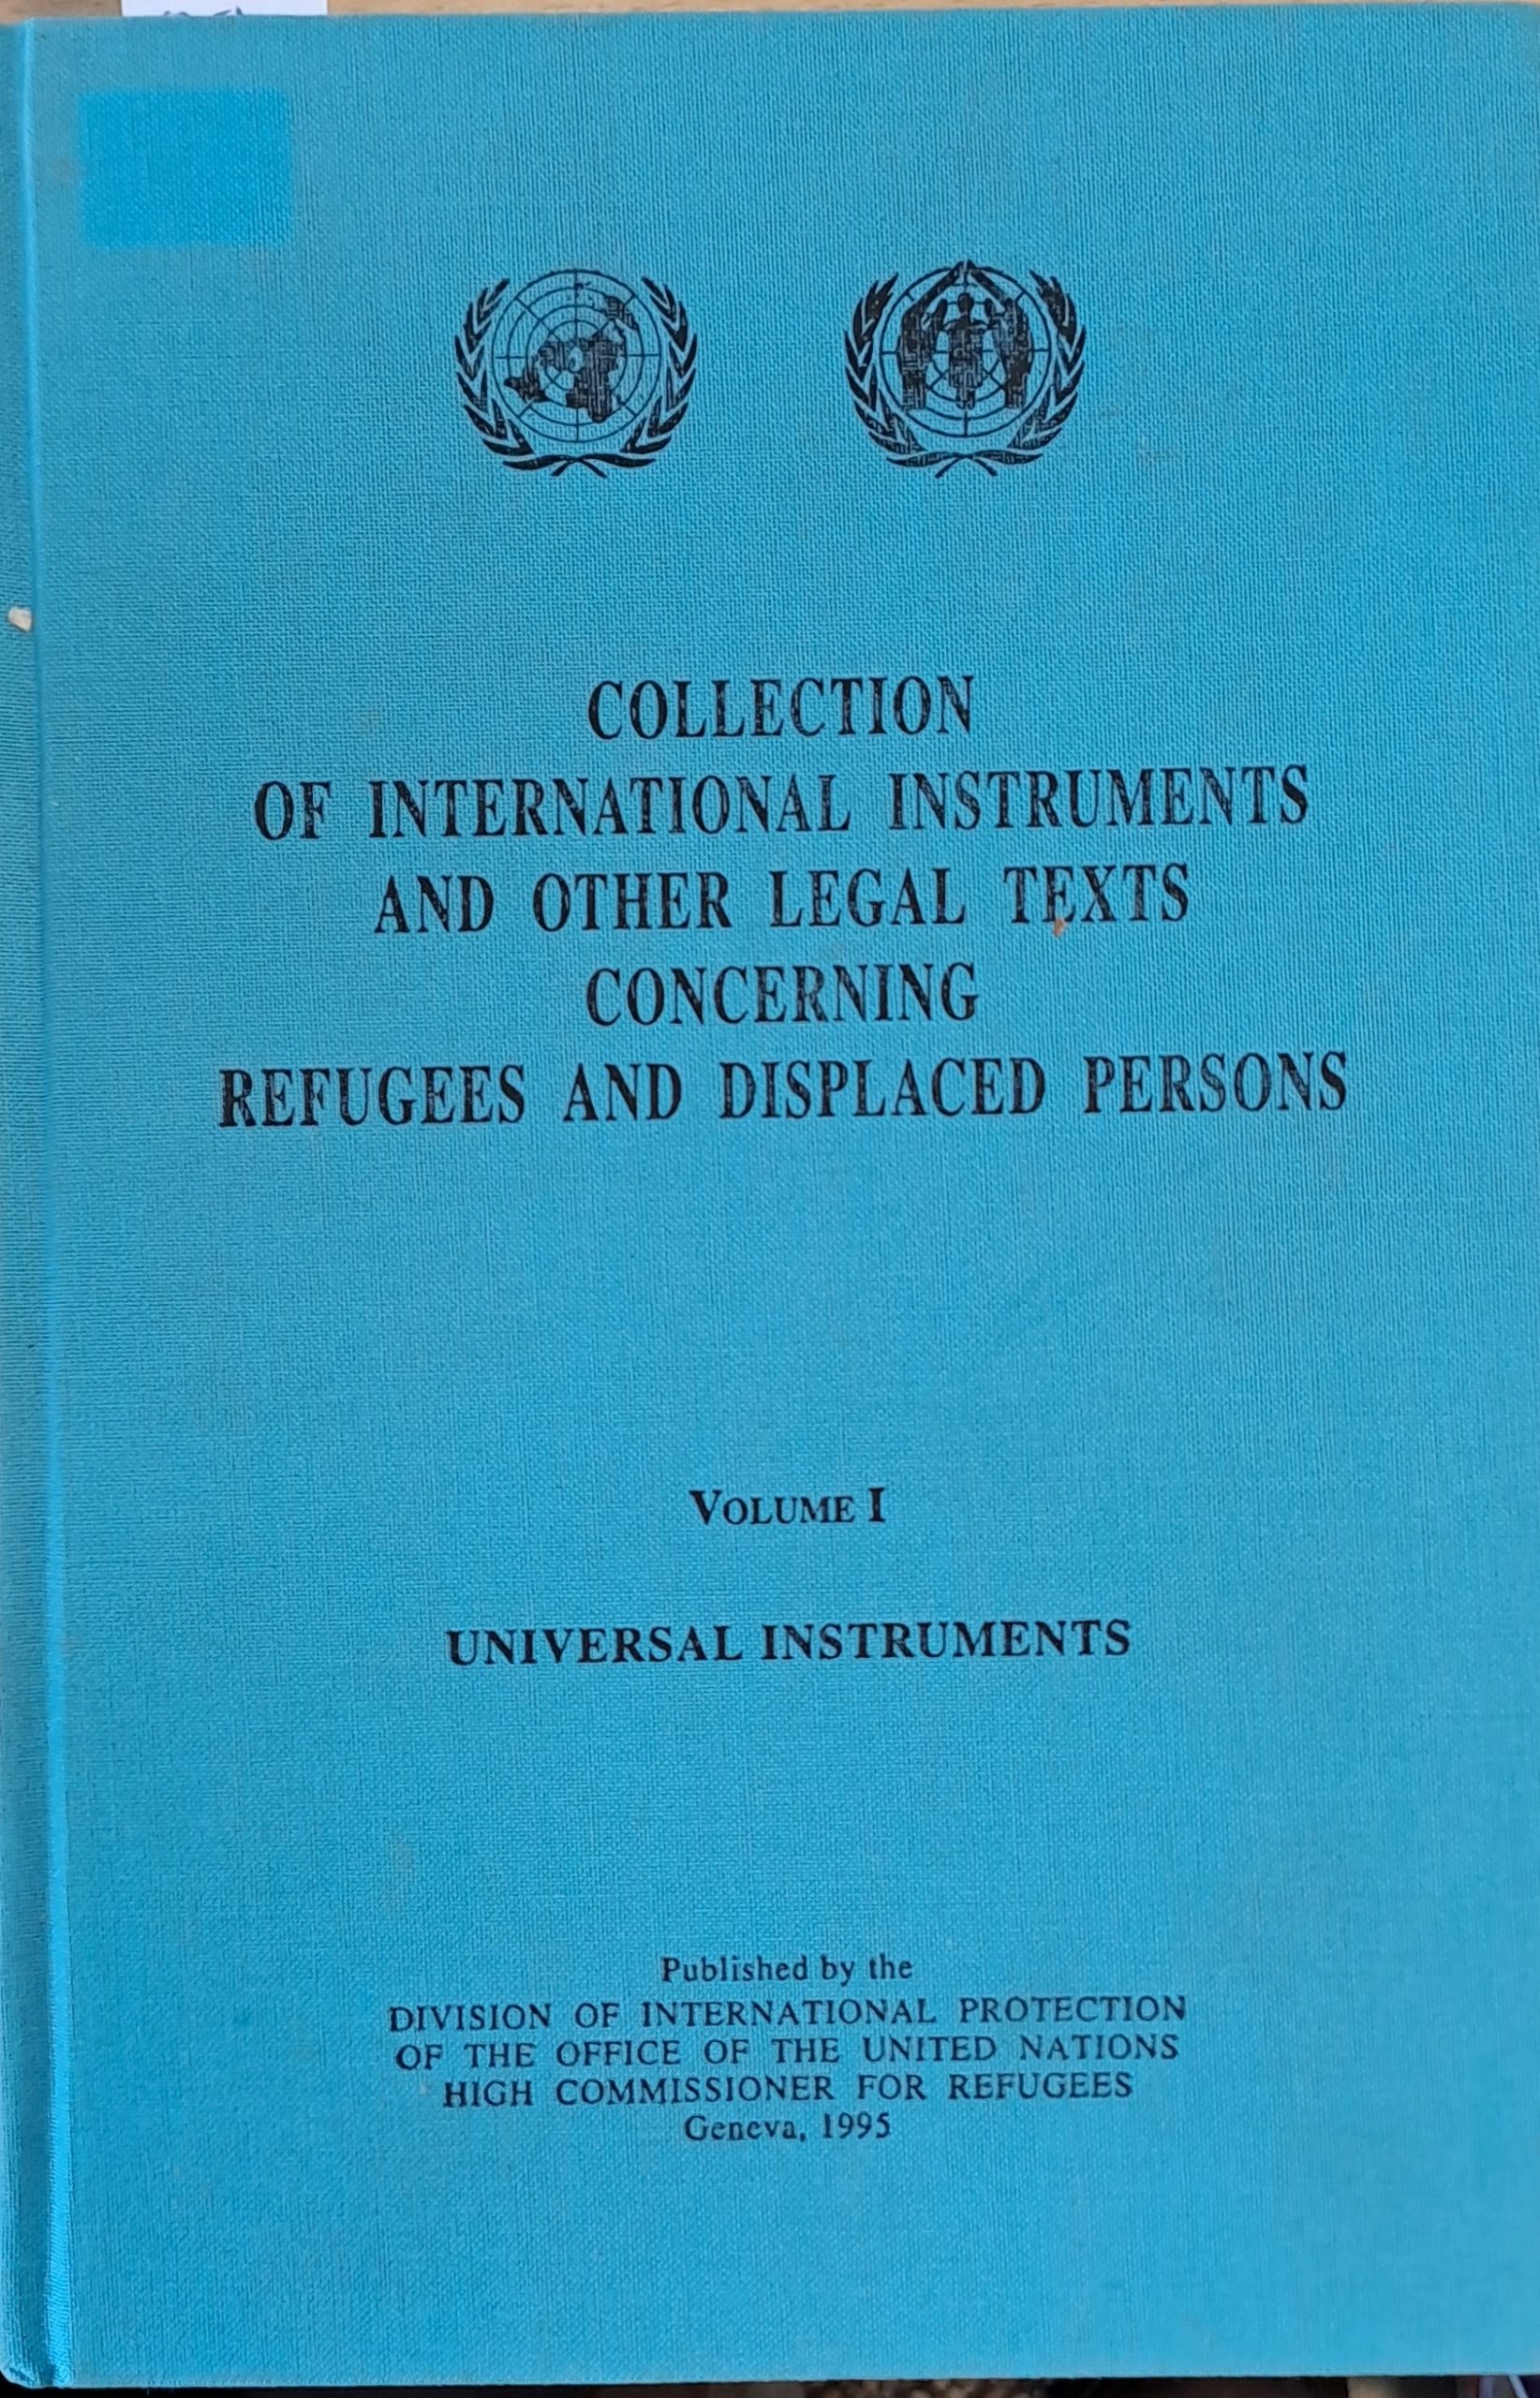 COLLECTION
OF INTERNATIONAL INSTRUMENTS
AND OTHER LEGAL TEXTS
CONCERNING
REFUGEES AND DISPLACED PERSONS
VOLUME I
UNIVERSAL INSTRUMENTS
Published by the
DIVISION OF INTERNATIONAL PROTECTION
OF THE OFFICE OF THE UNITED NATIONS
HIGH COMMISSIONER FOR REFUGEES
Geneva, 1995